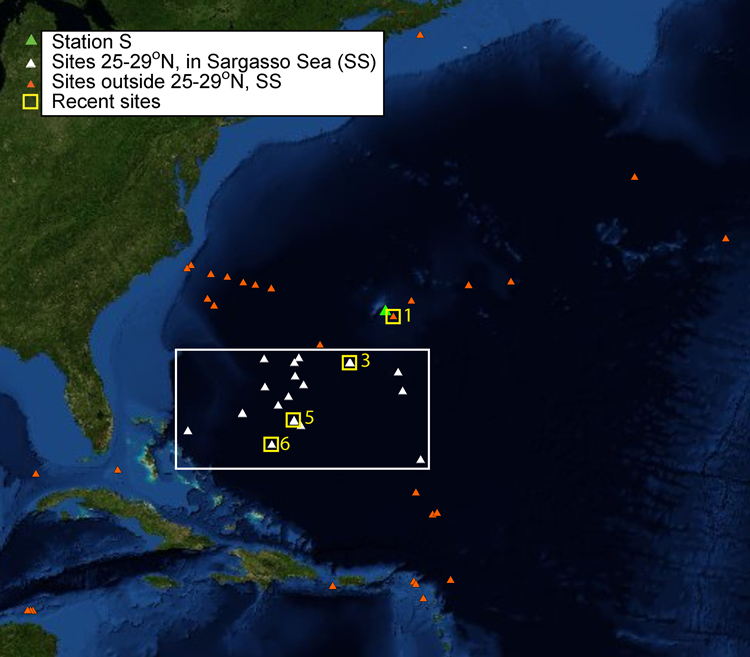 Station S
Sites 25-29°N, in Sargasso Sea (SS)
Sites outside 25-29°N, SS
Recent sites
1
3
5
6